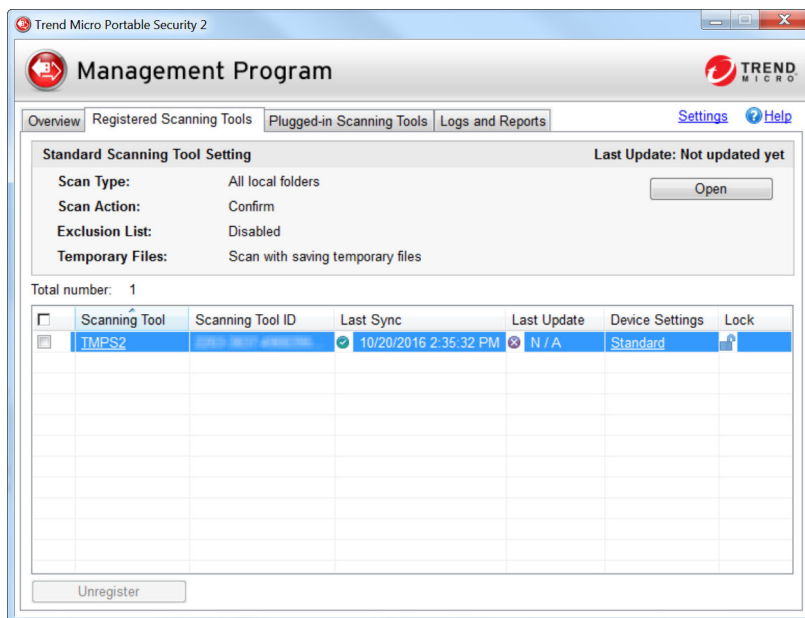 Trend Micro Portable Security 2
Management Program
TREND MICRO
Overview Registered Scanning Tools Plugged-in Scanning Tools Logs and Reports Settings Help
Standard Scanning Tool Setting Last Update: Not updated yet
Scan Type: All local folders
Open
Scan Action: Confirm
Exclusion List: Disabled
Temporary Files: Scan with saving temporary files
Total number: 1
Scanning Tool Scanning Tool ID Last Sync Last Update Device Settings Lock
TMPS2 10/20/2016 2:35:32 PM N / A Standard
Unregister